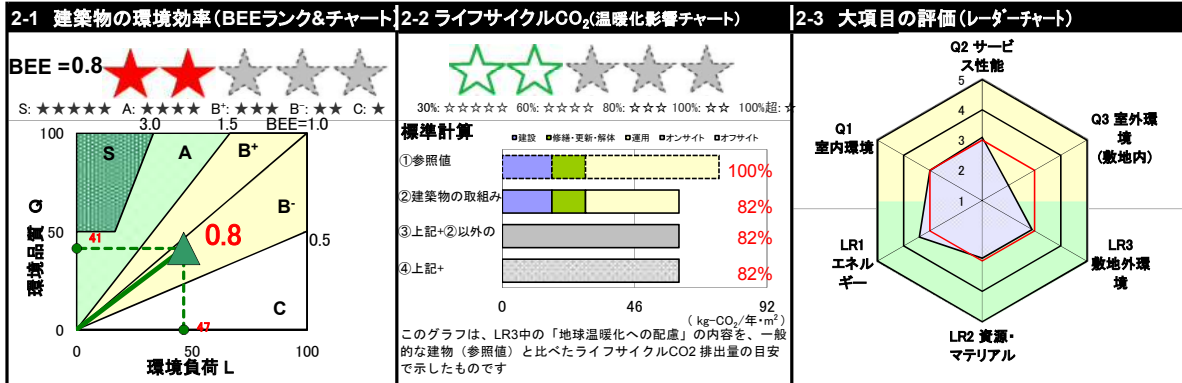 2-1 建築物の環境効率(BEEランク&チャート)
BEE =0.8
S: ★★★★★ A: ★★★★ B⁺: ★★★ B⁻: ★★ C: ★
3.0 1.5 BEE=1.0
100
S
A
B⁺
B⁻
50
41
0.8
0.5
C
環境品質 Q
0
47
0 50 100
環境負荷 L
2-2 ライフサイクルCO₂(温暖化影響チャート)
30%: ☆☆☆☆☆ 60%: ☆☆☆☆ 80%: ☆☆☆ 100%: ☆☆ 100%超: ☆
標準計算
■建設 ■修繕・更新・解体 □運用 □オンサイト □オフサイト
①参照値 100%
②建築物の取組み 82%
③上記+②以外の 82%
④上記+ 82%
0 46 92
( kg-CO₂/年・m²)
このグラフは、LR3中の「地球温暖化への配慮」の内容を、一般
的な建物(参照値)と比べたライフサイクルCO2 排出量の目安
で示したものです
2-3 大項目の評価(レーダーチャート)
Q2 サービ
ス性能
5
4
3
2
1
Q1
室内環境
Q3 室外環
境
(敷地内)
LR1
エネル
ギー
LR3
敷地外環
境
LR2 資源・
マテリアル